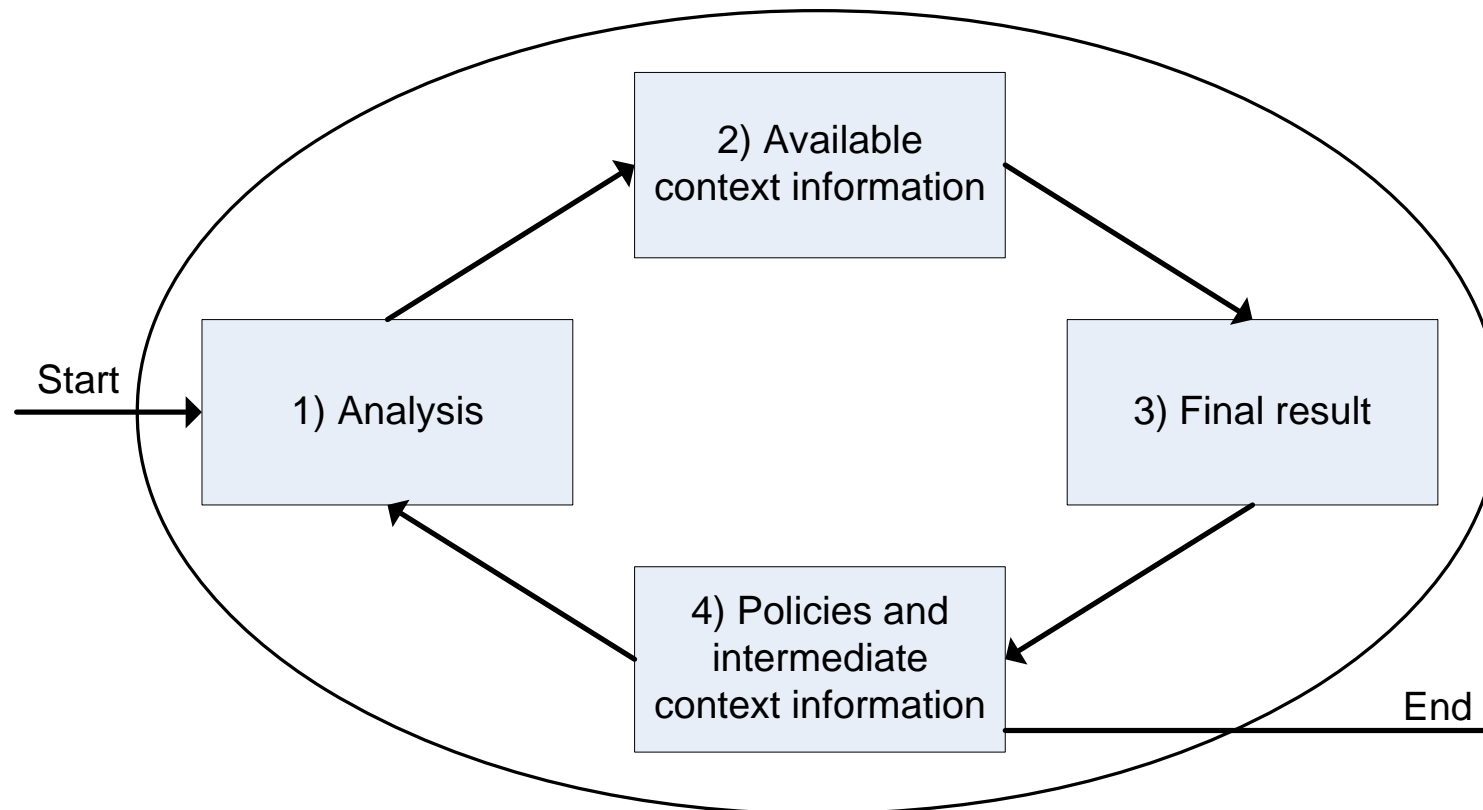 2) Available
context information
Start
1) Analysis
3) Final result
4) Policies and
intermediate
context information
End